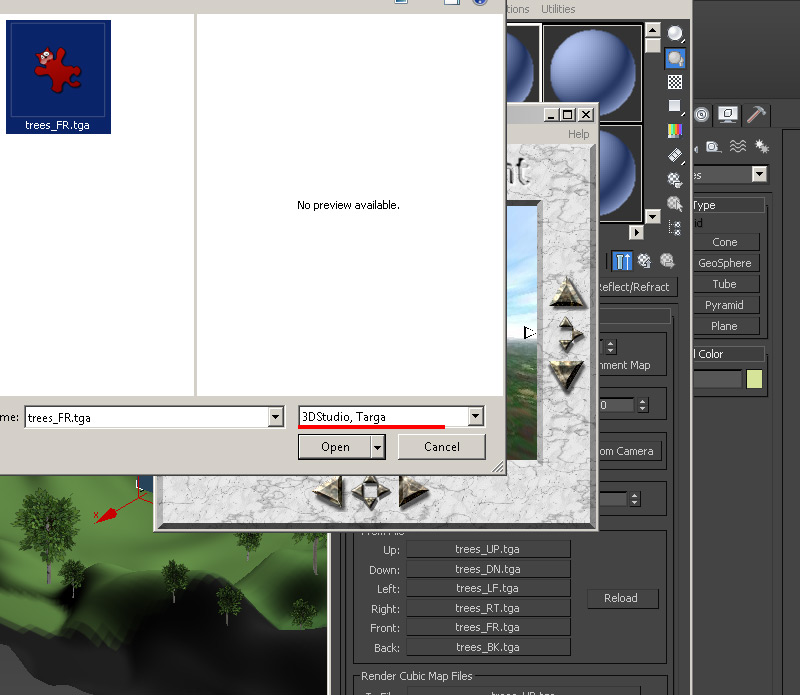 Utilities
trees_FR.tga
No preview available.
Help
Type
Cone
GeoSphere
Tube
Pyramid
Plane
Reflect/Refract
Color
nment Map
0
me: trees_FR.tga
3DStudio, Targa
Open
Cancel
om Camera
x
From File
Up: trees_UP.tga
Down: trees_DN.tga
Left: trees_LF.tga
Right: trees_RT.tga
Front: trees_FR.tga
Back: trees_BK.tga
Reload
Render Cubic Map Files
To File
trees_UP.tga